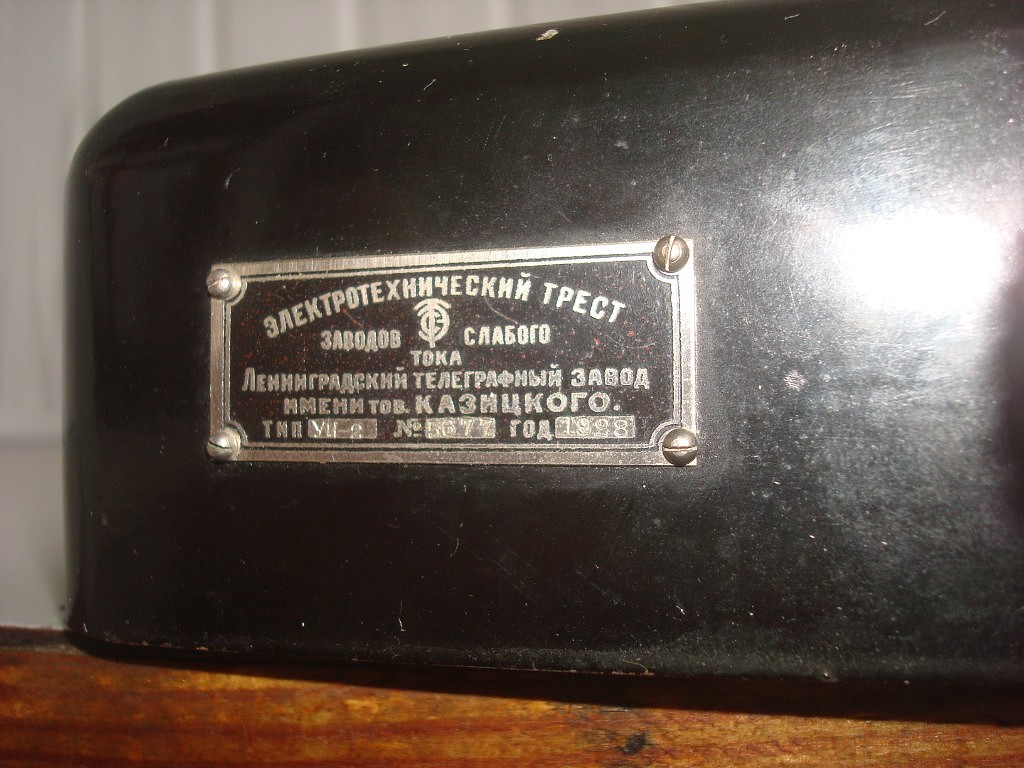 ЭЛЕКТРОТЕХНИЧЕСКИЙ ТРЕСТ
ЗАВОДОВ СЛАБОГО
ТОКА
ЛЕНИНГРАДСКИЙ ТЕЛЕГРАФНЫЙ ЗАВОД
ИМЕНИ ТОВ. КАЗИЦКОГО.
ТИП № ГОД 1928